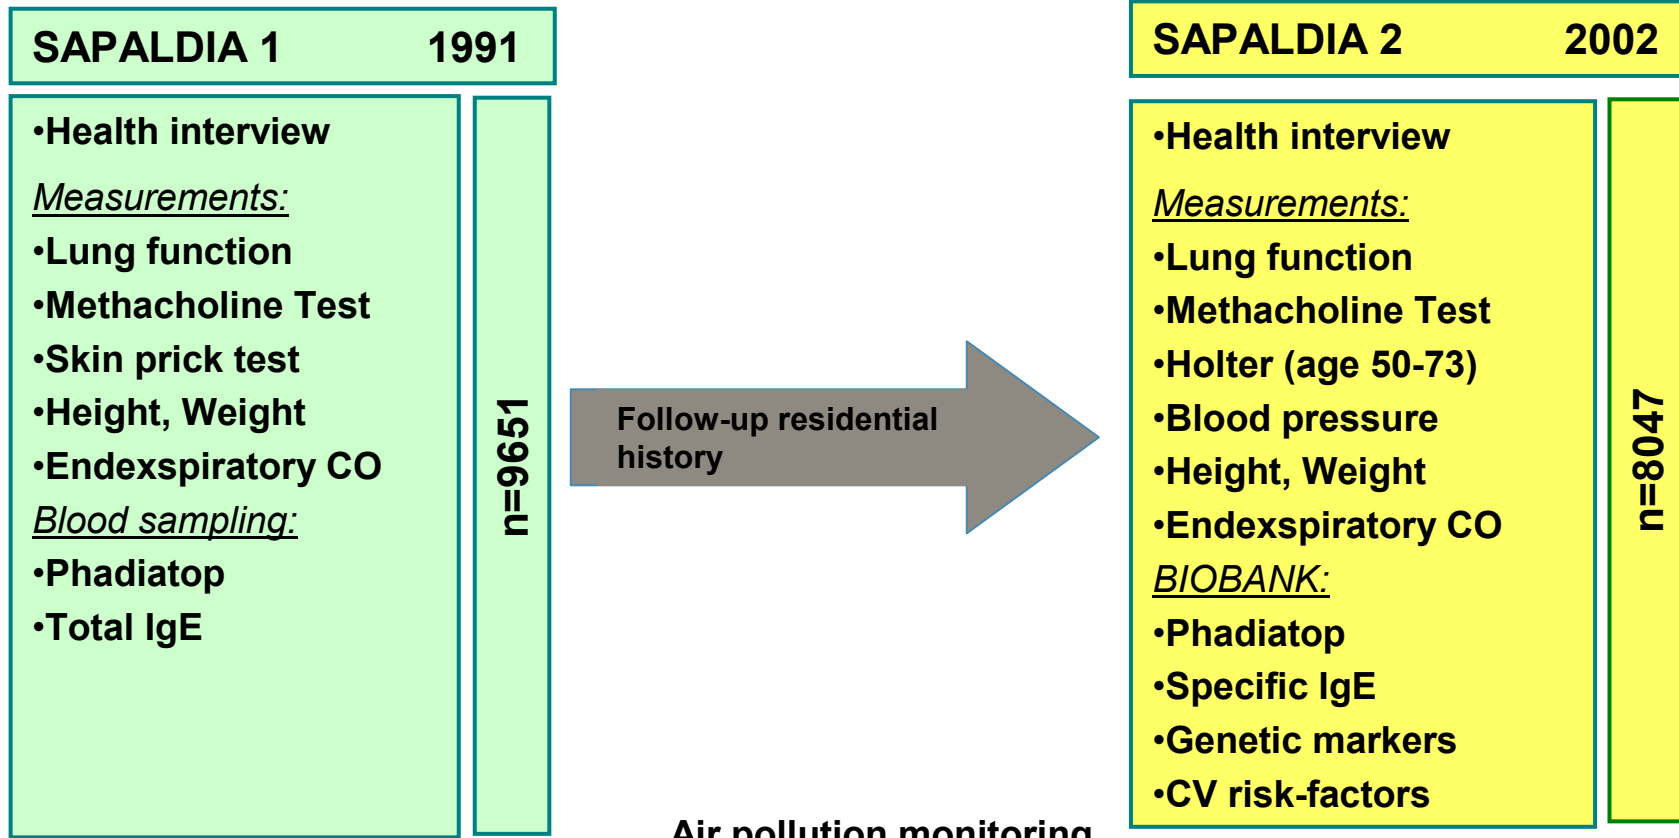 SAPALDIA 1 1991
•Health interview
Measurements:
•Lung function
•Methacholine Test
•Skin prick test
•Height, Weight
•Endexspiratory CO
Blood sampling:
•Phadiatop
•Total IgE
n=9651
Follow-up residential
history
SAPALDIA 2 2002
•Health interview
Measurements:
•Lung function
•Methacholine Test
•Holter (age 50-73)
•Blood pressure
•Height, Weight
•Endexspiratory CO
BIOBANK:
•Phadiatop
•Specific IgE
•Genetic markers
•CV risk-factors
n=8047
Air pollution monitoring